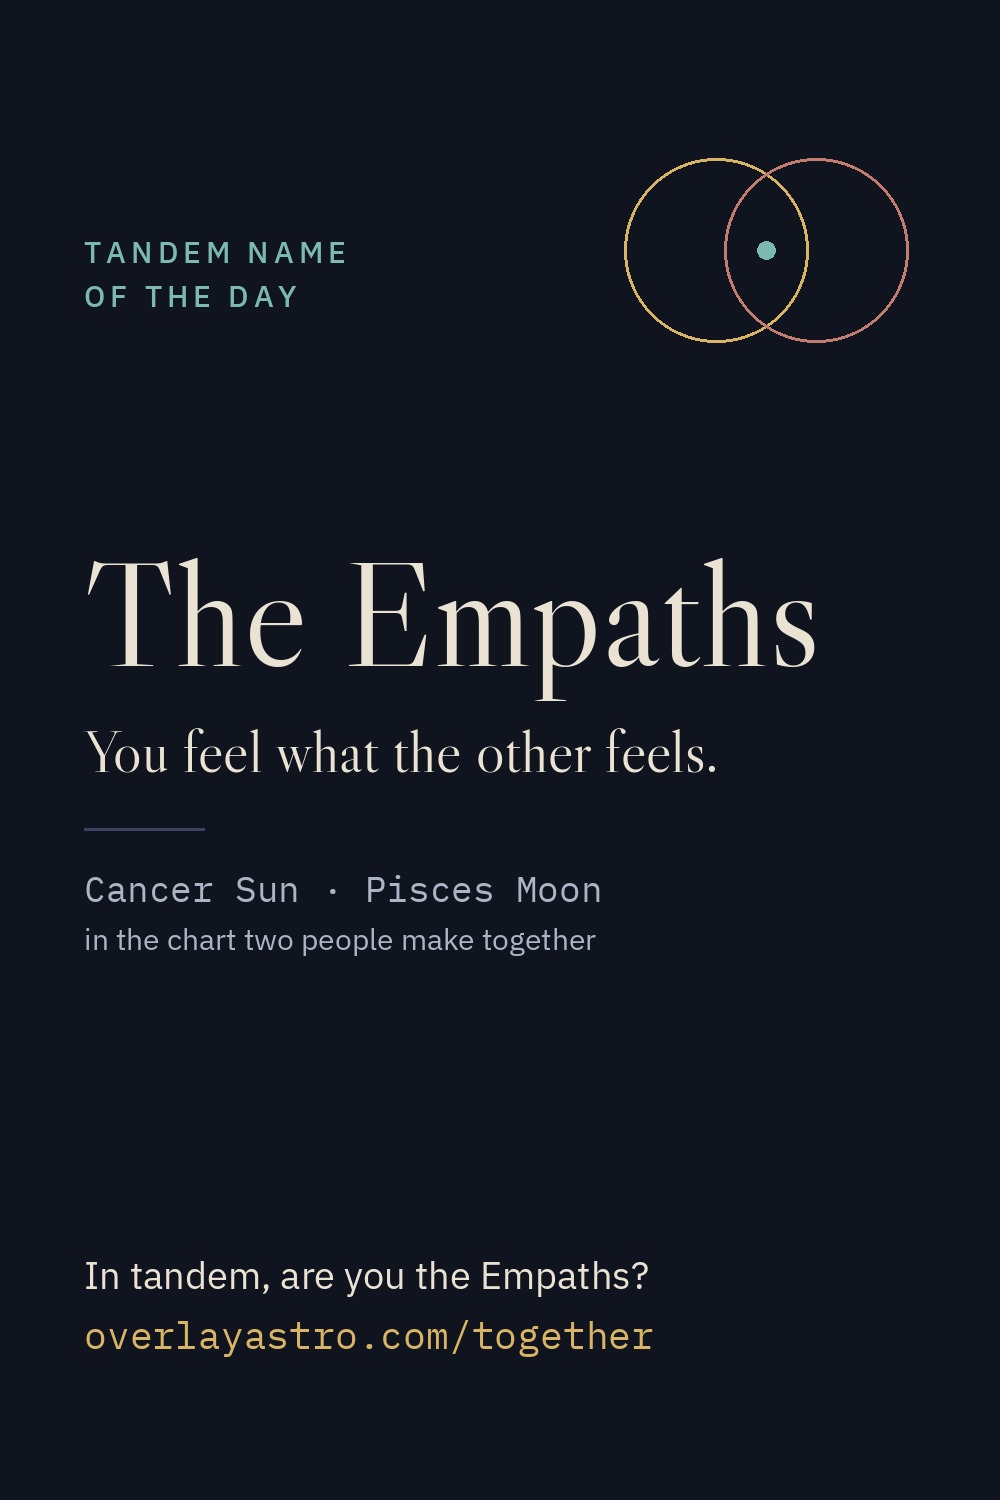 TANDEM NAME
OF THE DAY
The Empaths
You feel what the other feels.
Cancer Sun · Pisces Moon
in the chart two people make together
In tandem, are you the Empaths?
overlayastro.com/together